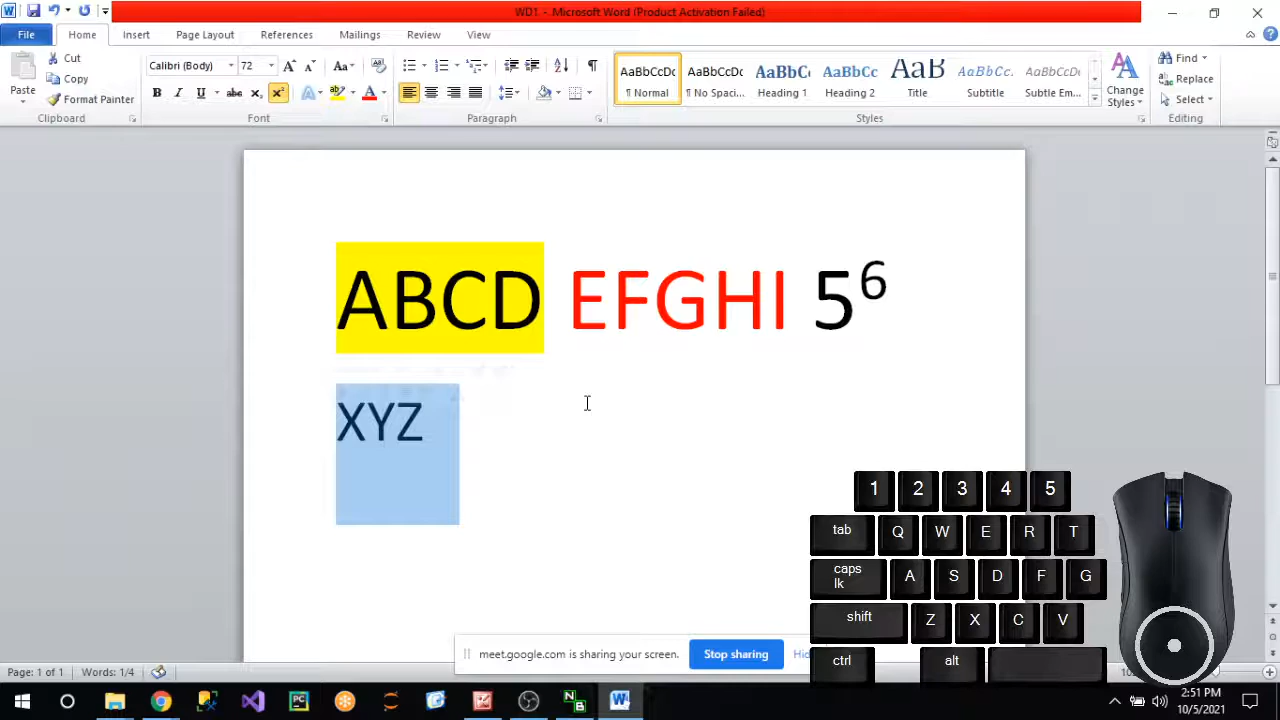 WD1 - Microsoft Word (Product Activation Failed)
File Home Insert Page Layout References Mailings Review View
Cut
Copy
Format Painter
Paste
Clipboard
Calibri (Body) 72
Font
Paragraph
AaBbCcDc AaBbCcDc AaBbC AaBbCc AaB AaBbCc. AaBbCcDc
¶ Normal ¶ No Spaci... Heading 1 Heading 2 Title Subtitle Subtle Em...
Styles
Change Styles
Find
Replace
Select
Editing
ABCD EFGHI 5⁶
XYZ
1 2 3 4 5
tab Q W E R T
caps lk A S D F G
shift Z X C V
ctrl alt
meet.google.com is sharing your screen. Stop sharing
Page: 1 of 1 Words: 1/4
2:51 PM
10/5/2021